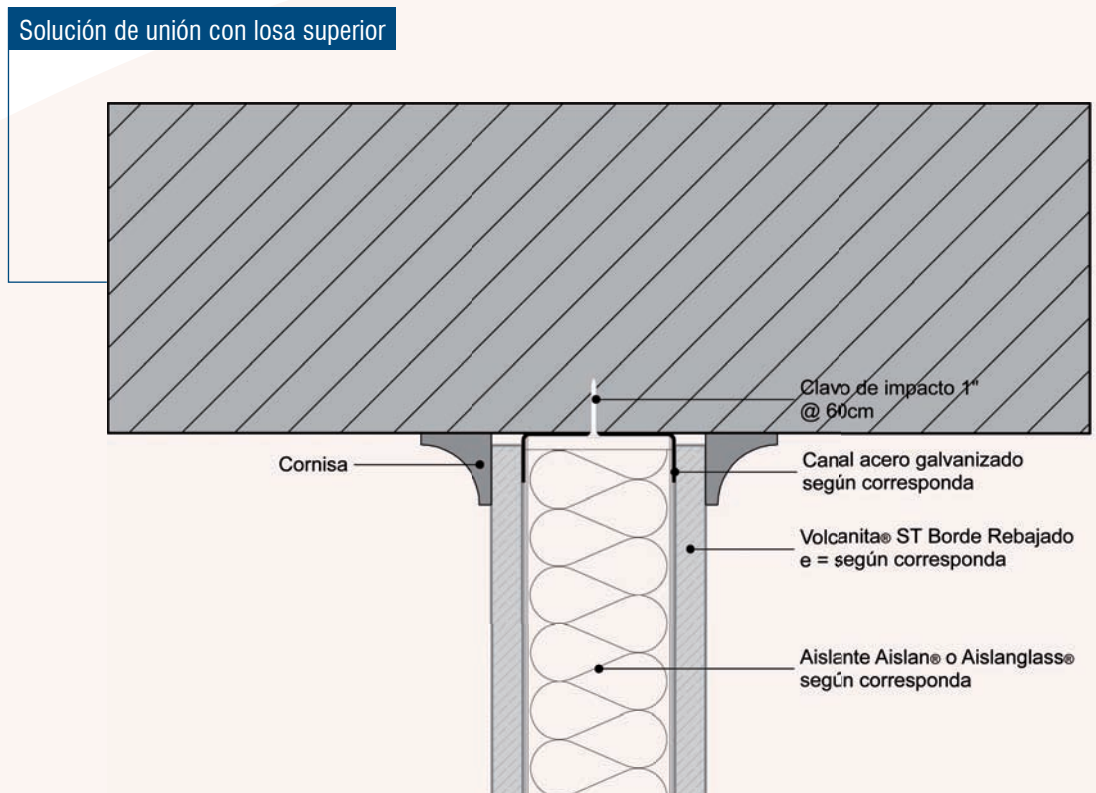 Solución de unión con losa superior
Clavo de impacto 1"
@ 60cm
Cornisa
Canal acero galvanizado
según corresponda
Volcanita® ST Borde Rebajado
e = según corresponda
Aislante Aislan® o Aislanglass®
según corresponda